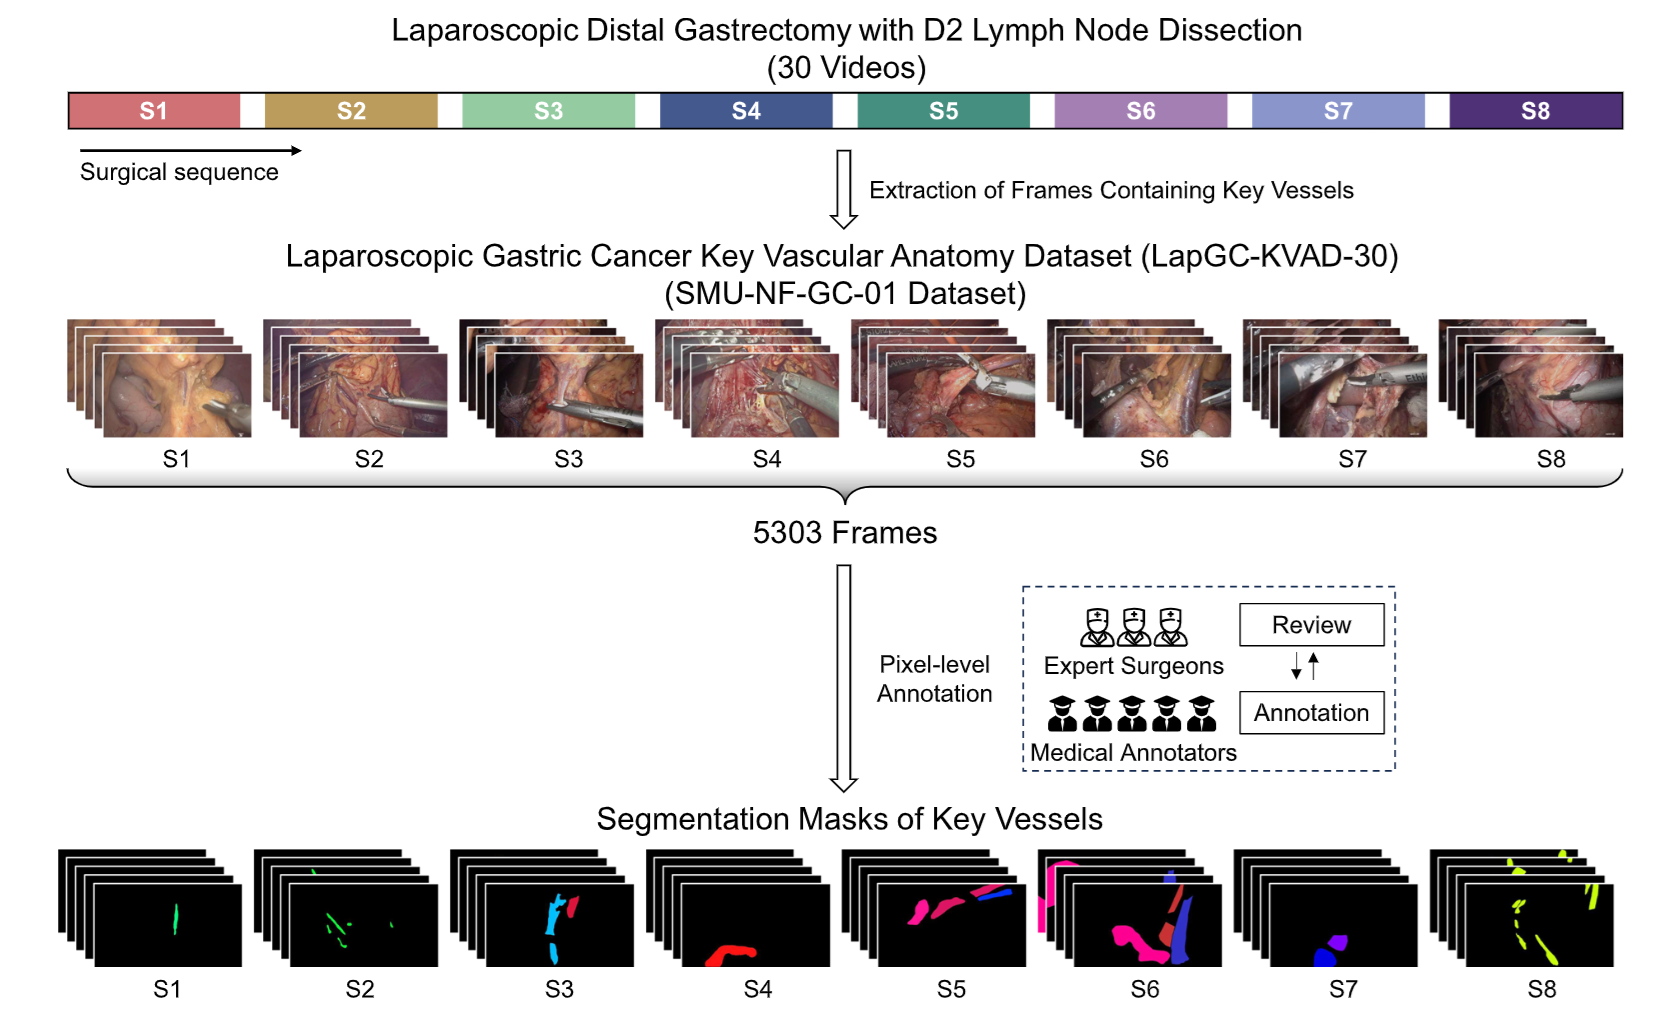 Laparoscopic Distal Gastrectomy with D2 Lymph Node Dissection
(30 Videos)
S1 S2 S3 S4 S5 S6 S7 S8
Surgical sequence
Extraction of Frames Containing Key Vessels
Laparoscopic Gastric Cancer Key Vascular Anatomy Dataset (LapGC-KVAD-30)
(SMU-NF-GC-01 Dataset)
S1 S2 S3 S4 S5 S6 S7 S8
5303 Frames
Pixel-level
Annotation
Expert Surgeons
Review
Medical Annotators
Annotation
Segmentation Masks of Key Vessels
S1 S2 S3 S4 S5 S6 S7 S8